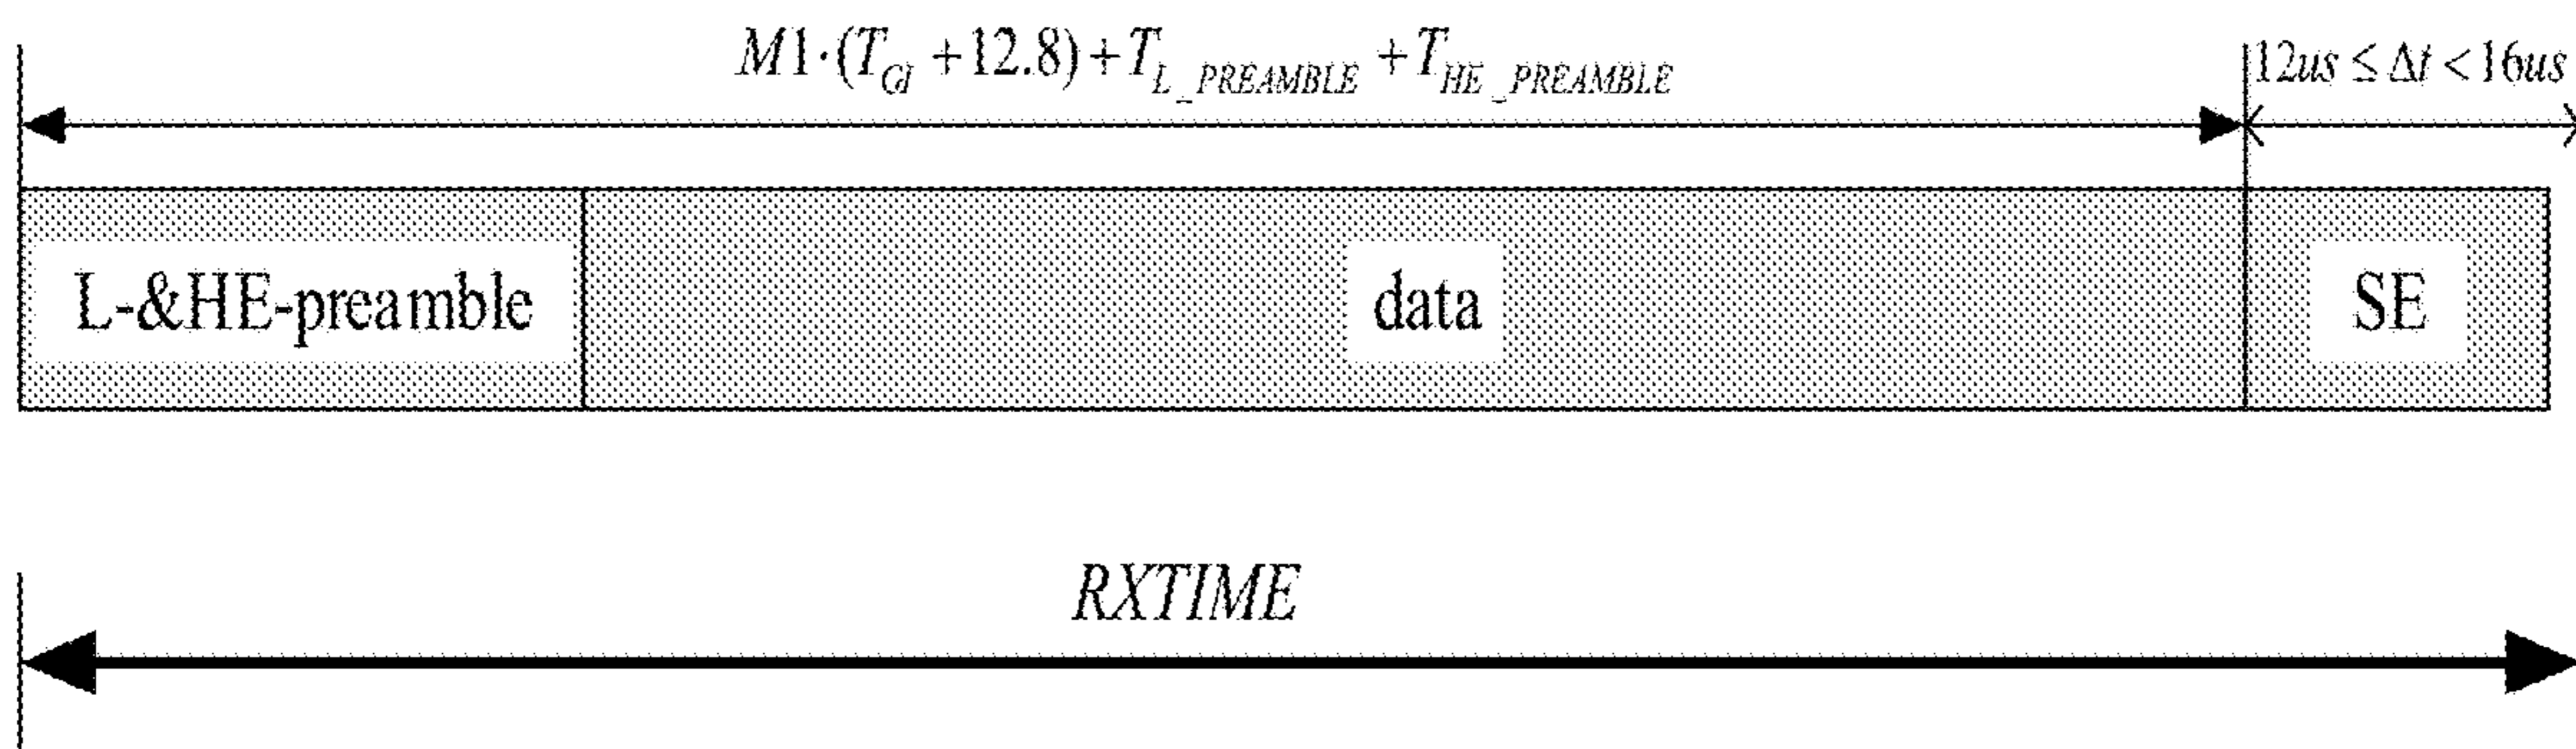 M1·(T_GI +12.8)+T_L_PREAMBLE +T_HE_PREAMBLE
12us ≤ Δt < 16us
L-&HE-preamble
data
SE
RXTIME